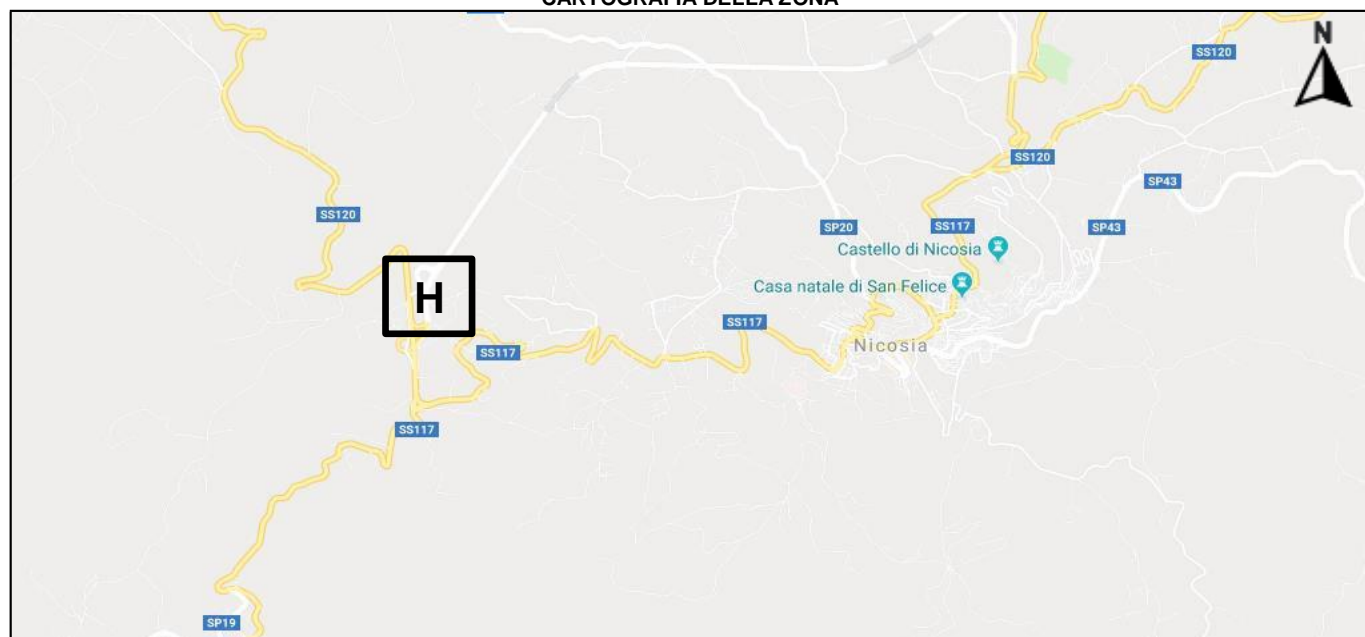 CARTOGRAFIA DELLA ZONA
N
SS120
SS120
SP43
SS120
SP20
SS117
SP43
Castello di Nicosia
Casa natale di San Felice
H
SS117
Nicosia
SS117
SS117
SP19